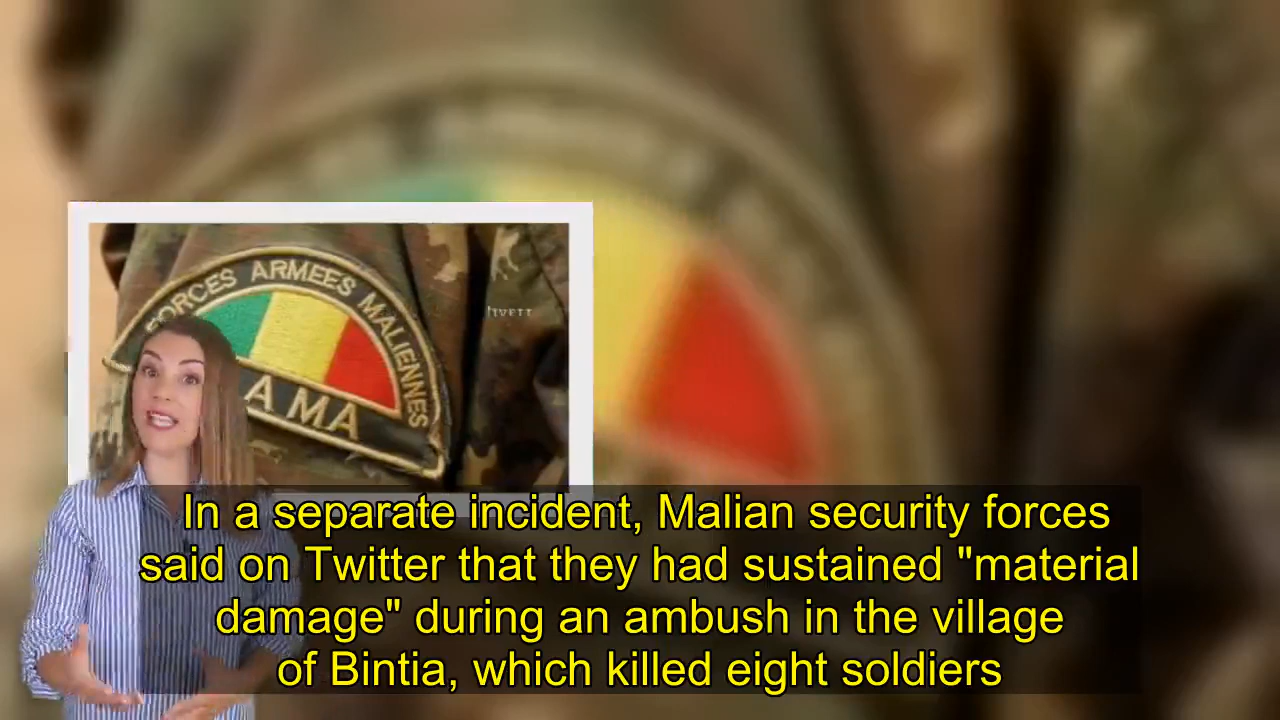 FORCES ARMEES MALIENNES
AMA
In a separate incident, Malian security forces
said on Twitter that they had sustained "material
damage" during an ambush in the village
of Bintia, which killed eight soldiers